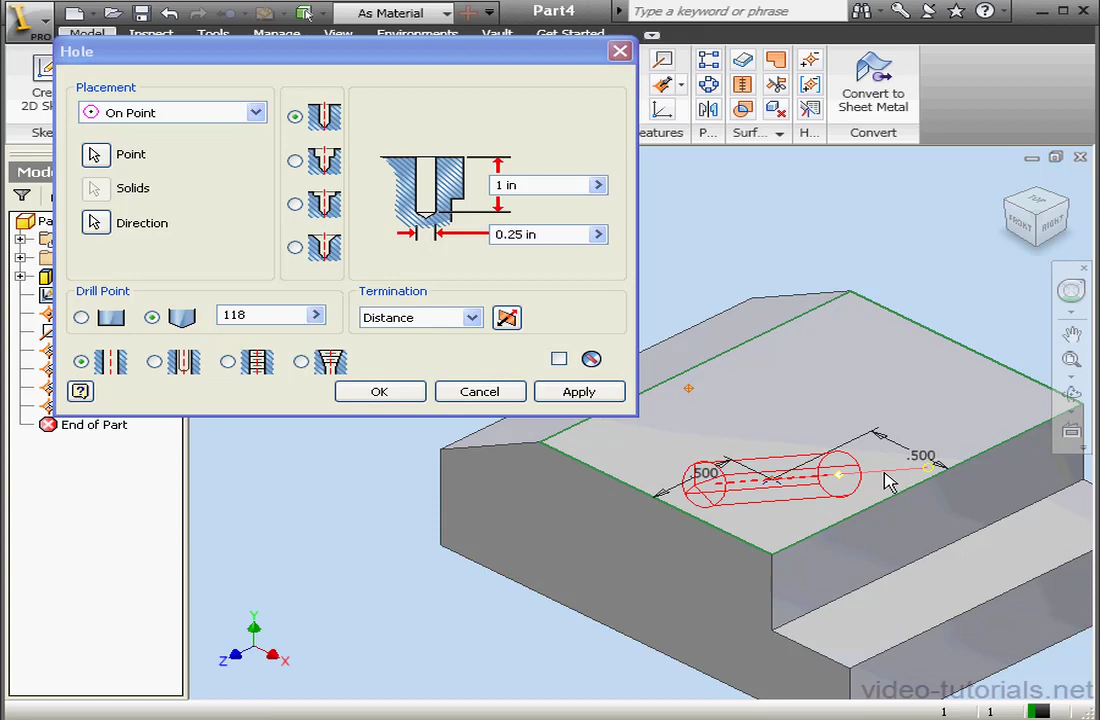 As Material
Part4
Type a keyword or phrase
PRO
Model
Inspect
Tools
Manage
View
Environments
Vault
Get Started
Hole
Placement
On Point
Point
Solids
Direction
1 in
0.25 in
Drill Point
118
Termination
Distance
OK
Cancel
Apply
Cre
2D Sk
Ske
eatures
P...
Surf...
H...
Convert to
Sheet Metal
Convert
Mod
Pa
End of Part
TOP
FRONT
RIGHT
.500
.500
Y
Z
X
video-tutorials.net
1
1